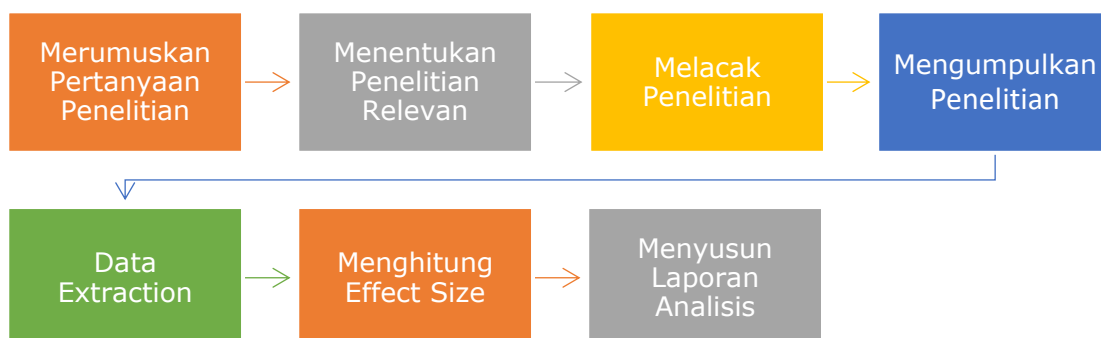 Merumuskan
Pertanyaan
Penelitian
Menentukan
Penelitian
Relevan
Melacak
Penelitian
Mengumpulkan
Penelitian
Data
Extraction
Menghitung
Effect Size
Menyusun
Laporan
Analisis